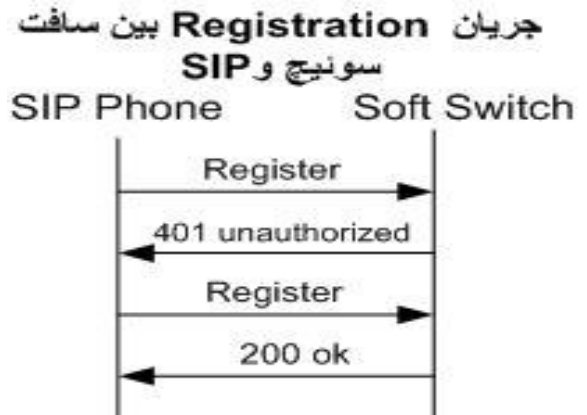 جریان Registration بین سافت
سوئیچ و SIP
SIP Phone Soft Switch
Register
401 unauthorized
Register
200 ok